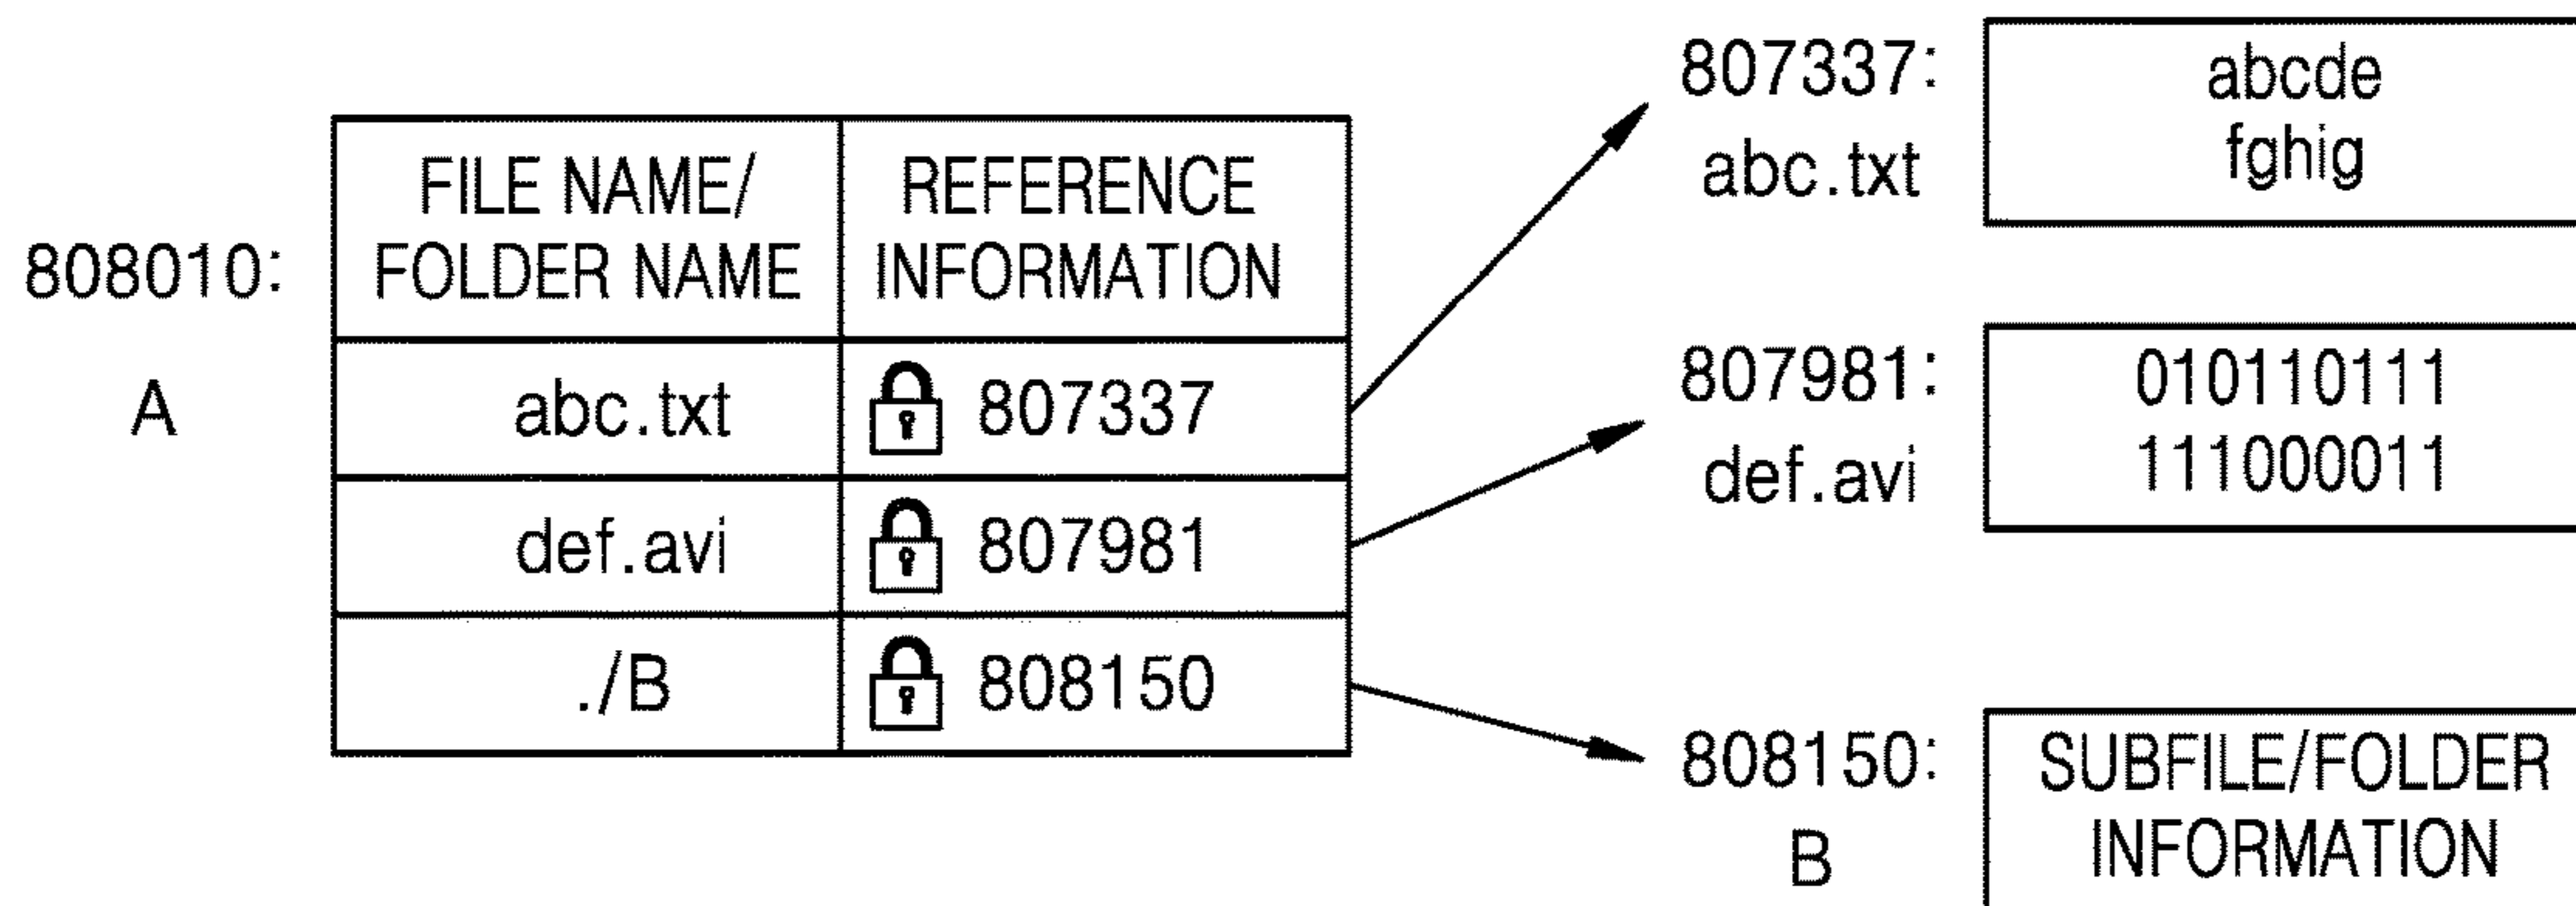 808010:
A
FILE NAME/
FOLDER NAME
REFERENCE
INFORMATION
abc.txt
807337
def.avi
807981
./B
808150
807337:
abc.txt
abcde
fghig
807981:
def.avi
010110111
111000011
808150:
B
SUBFILE/FOLDER
INFORMATION